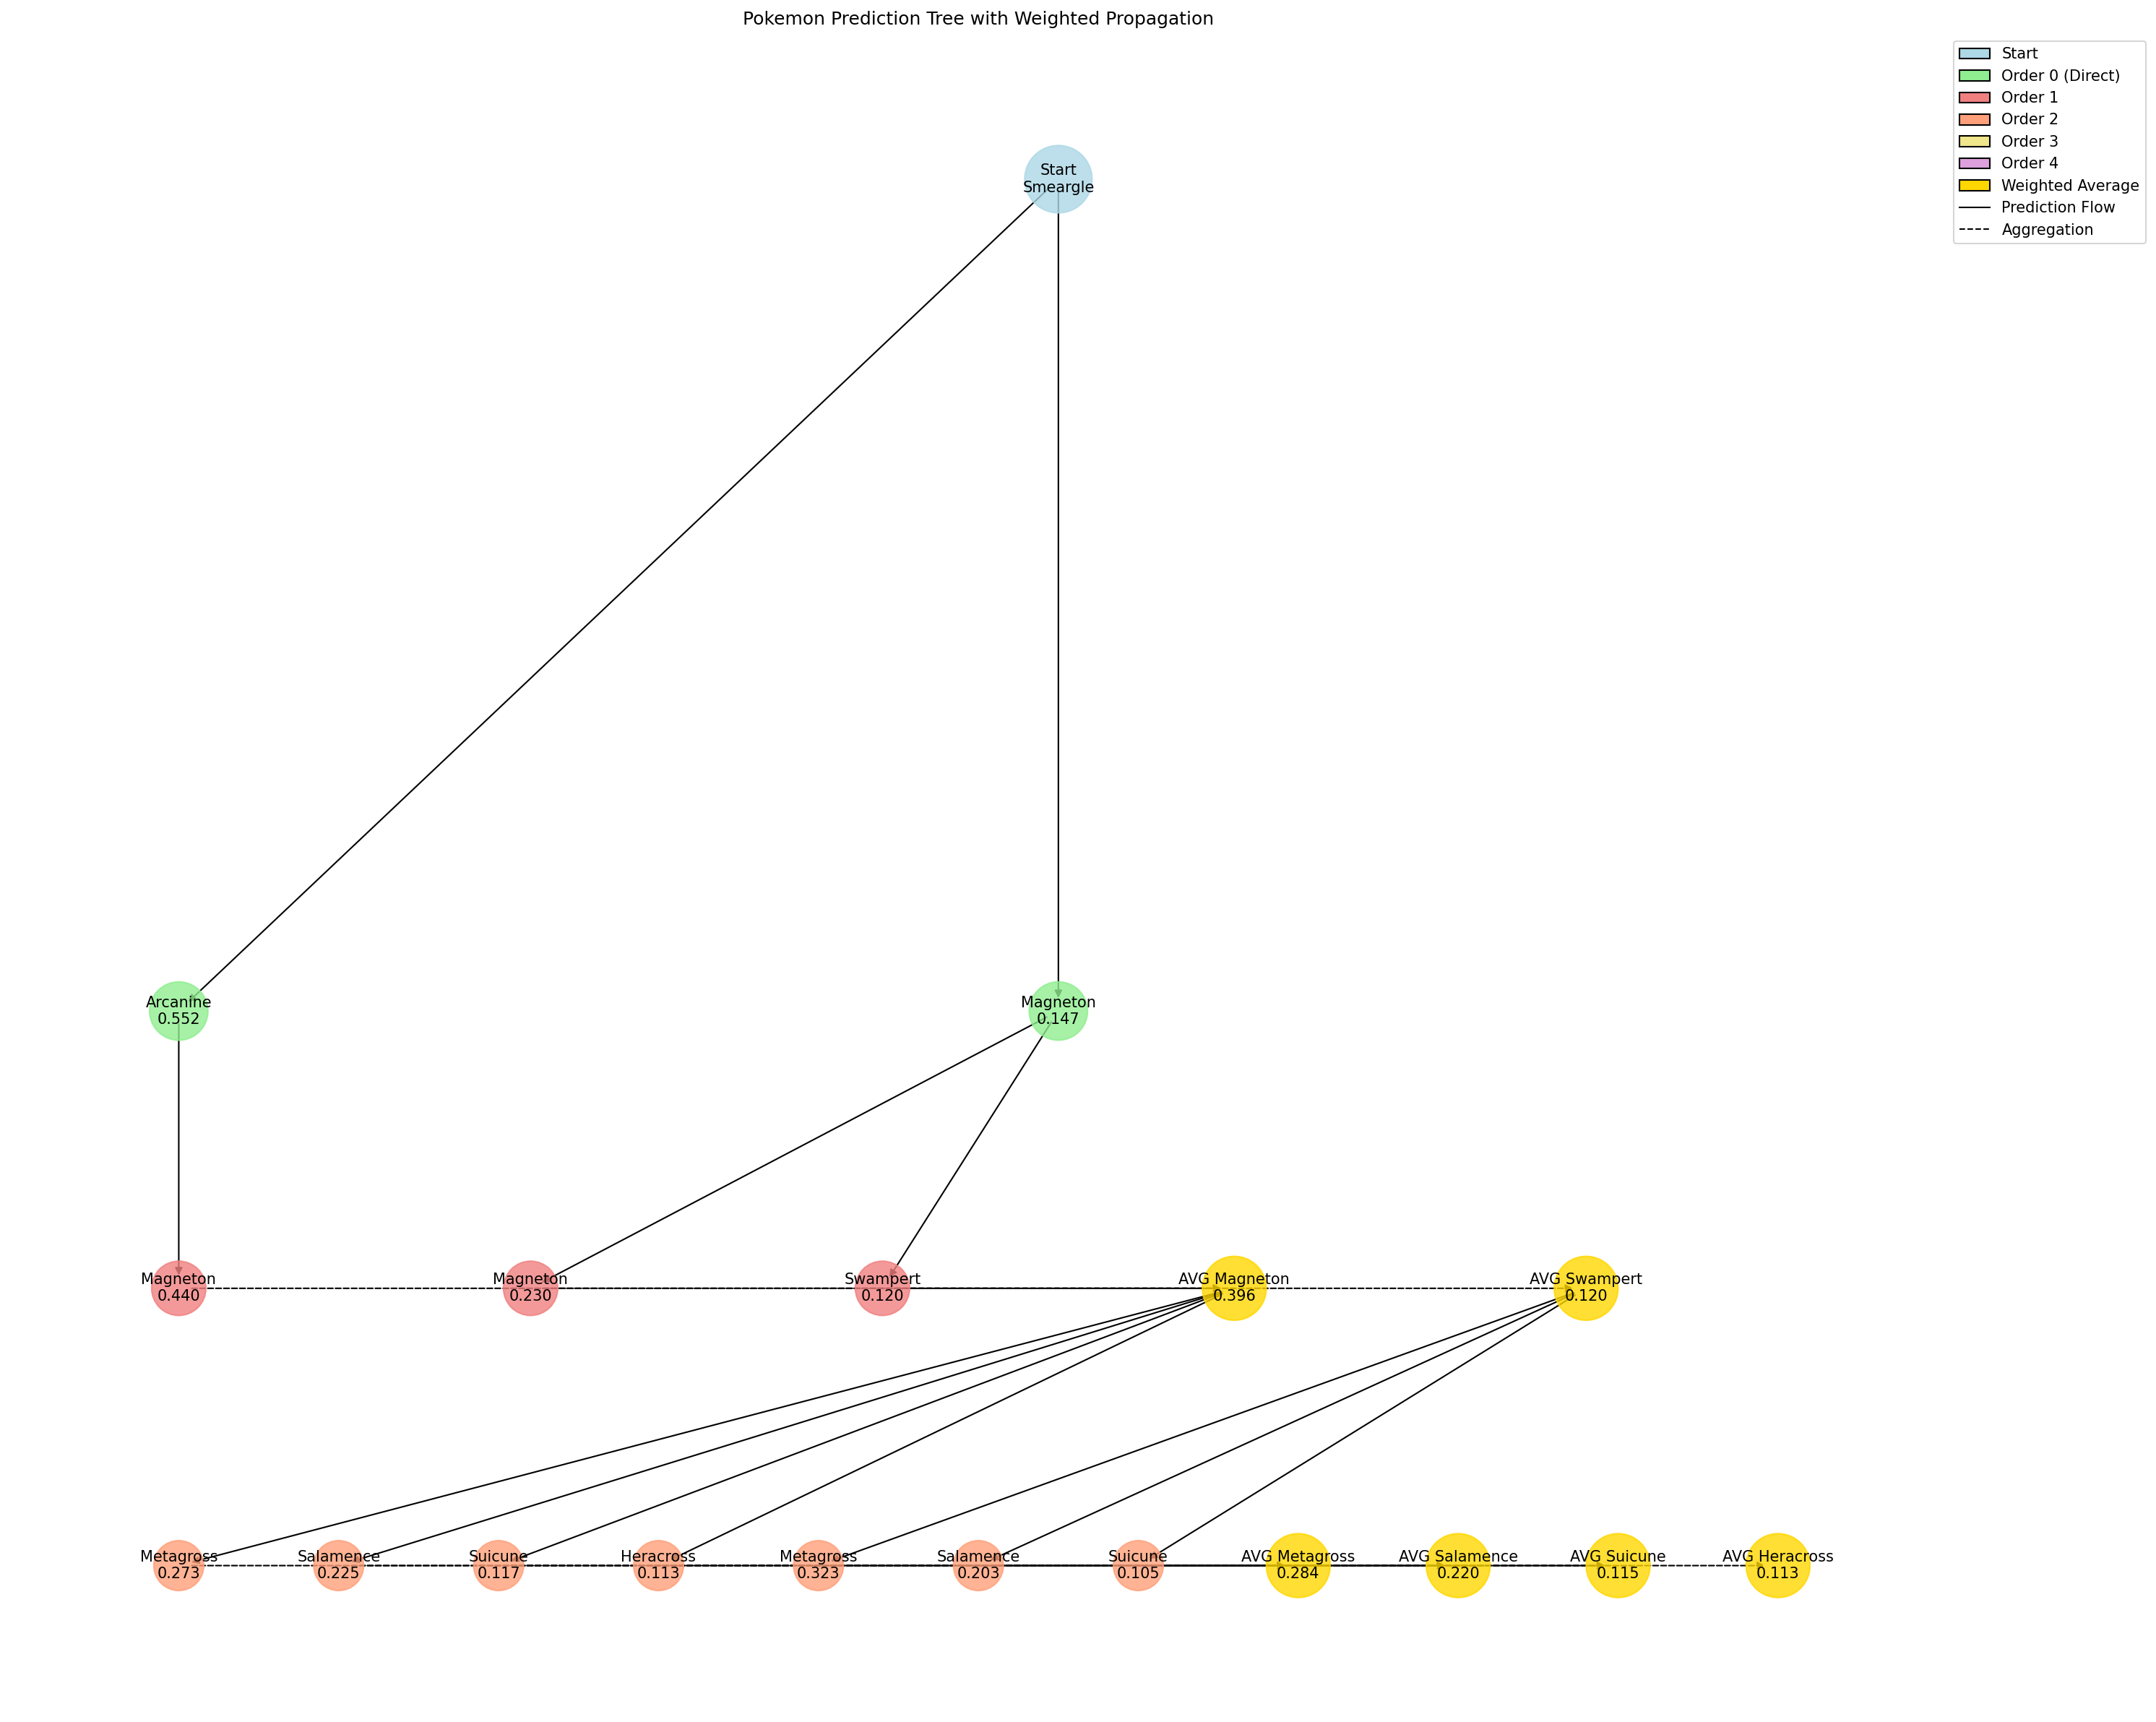 Pokemon Prediction Tree with Weighted Propagation
Start
Order 0 (Direct)
Order 1
Order 2
Order 3
Order 4
Weighted Average
Prediction Flow
Aggregation
Start
Smeargle
Arcanine
0.552
Magneton
0.147
Magneton
0.440
Magneton
0.230
Swampert
0.120
AVG Magneton
0.396
AVG Swampert
0.120
Metagross
0.273
Salamence
0.225
Suicune
0.117
Heracross
0.113
Metagross
0.323
Salamence
0.203
Suicune
0.105
AVG Metagross
0.284
AVG Salamence
0.220
AVG Suicune
0.115
AVG Heracross
0.113